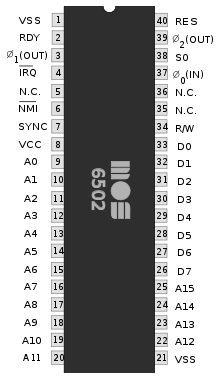 VSS 1 40 RES
RDY 2 39 ∅2(OUT)
∅1(OUT) 3 38 SO
IRQ 4 37 ∅0(IN)
N.C. 5 36 N.C.
NMI 6 35 N.C.
SYNC 7 34 R/W
VCC 8 33 D0
A0 9 32 D1
A1 10 31 D2
A2 11 30 D3
A3 12 29 D4
A4 13 28 D5
A5 14 27 D6
A6 15 26 D7
A7 16 25 A15
A8 17 24 A14
A9 18 23 A13
A10 19 22 A12
A11 20 21 VSS
mos
6502